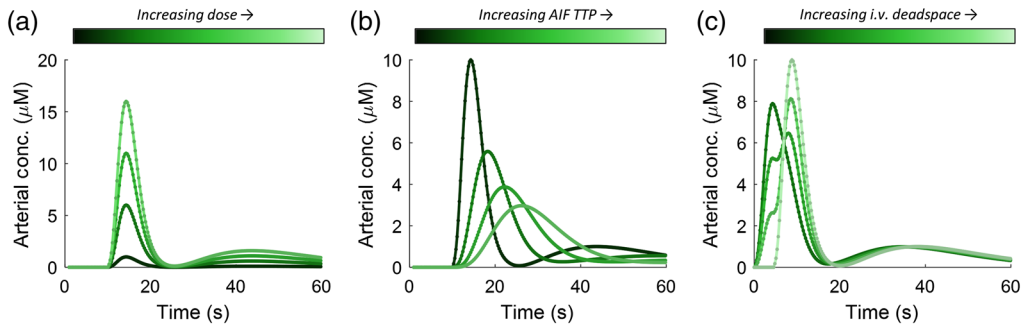 (a) Increasing dose →
Arterial conc. (μM)
20
15
10
5
0
0 20 40 60
Time (s)
(b) Increasing AIF TTP →
Arterial conc. (μM)
10
8
6
4
2
0
0 20 40 60
Time (s)
(c) Increasing i.v. deadspace →
Arterial conc. (μM)
10
8
6
4
2
0
0 20 40 60
Time (s)